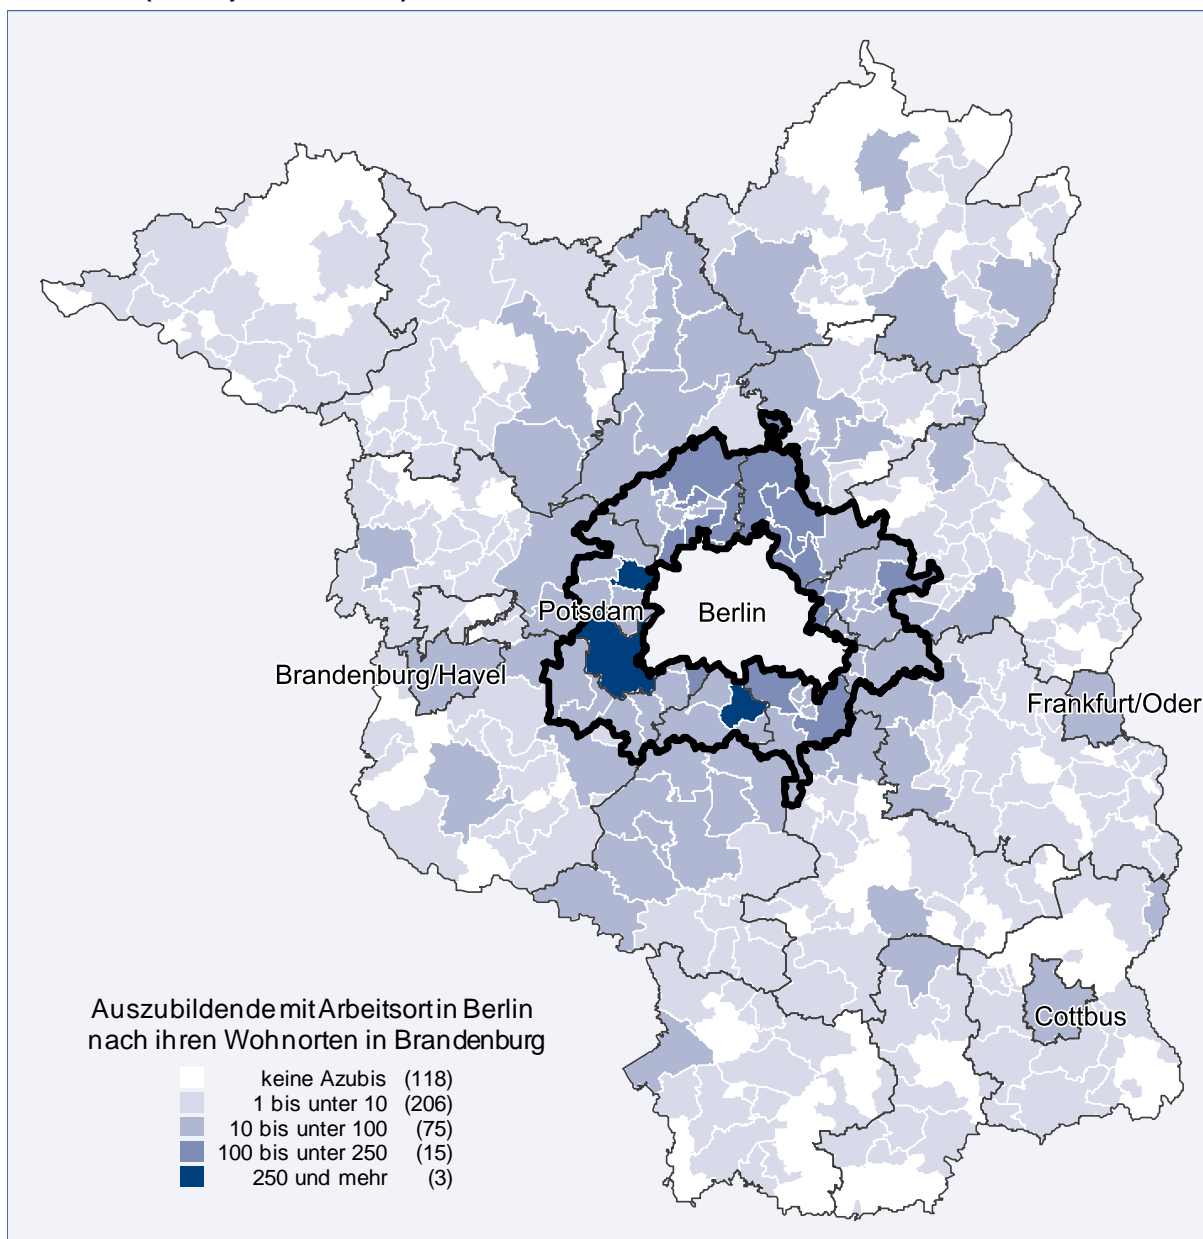 Berlin
Potsdam
Brandenburg/Havel
Frankfurt/Oder
Cottbus
Auszubildende mit Arbeitsort in Berlin
nach ihren Wohnorten in Brandenburg
keine Azubis (118)
1 bis unter 10 (206)
10 bis unter 100 (75)
100 bis unter 250 (15)
250 und mehr (3)